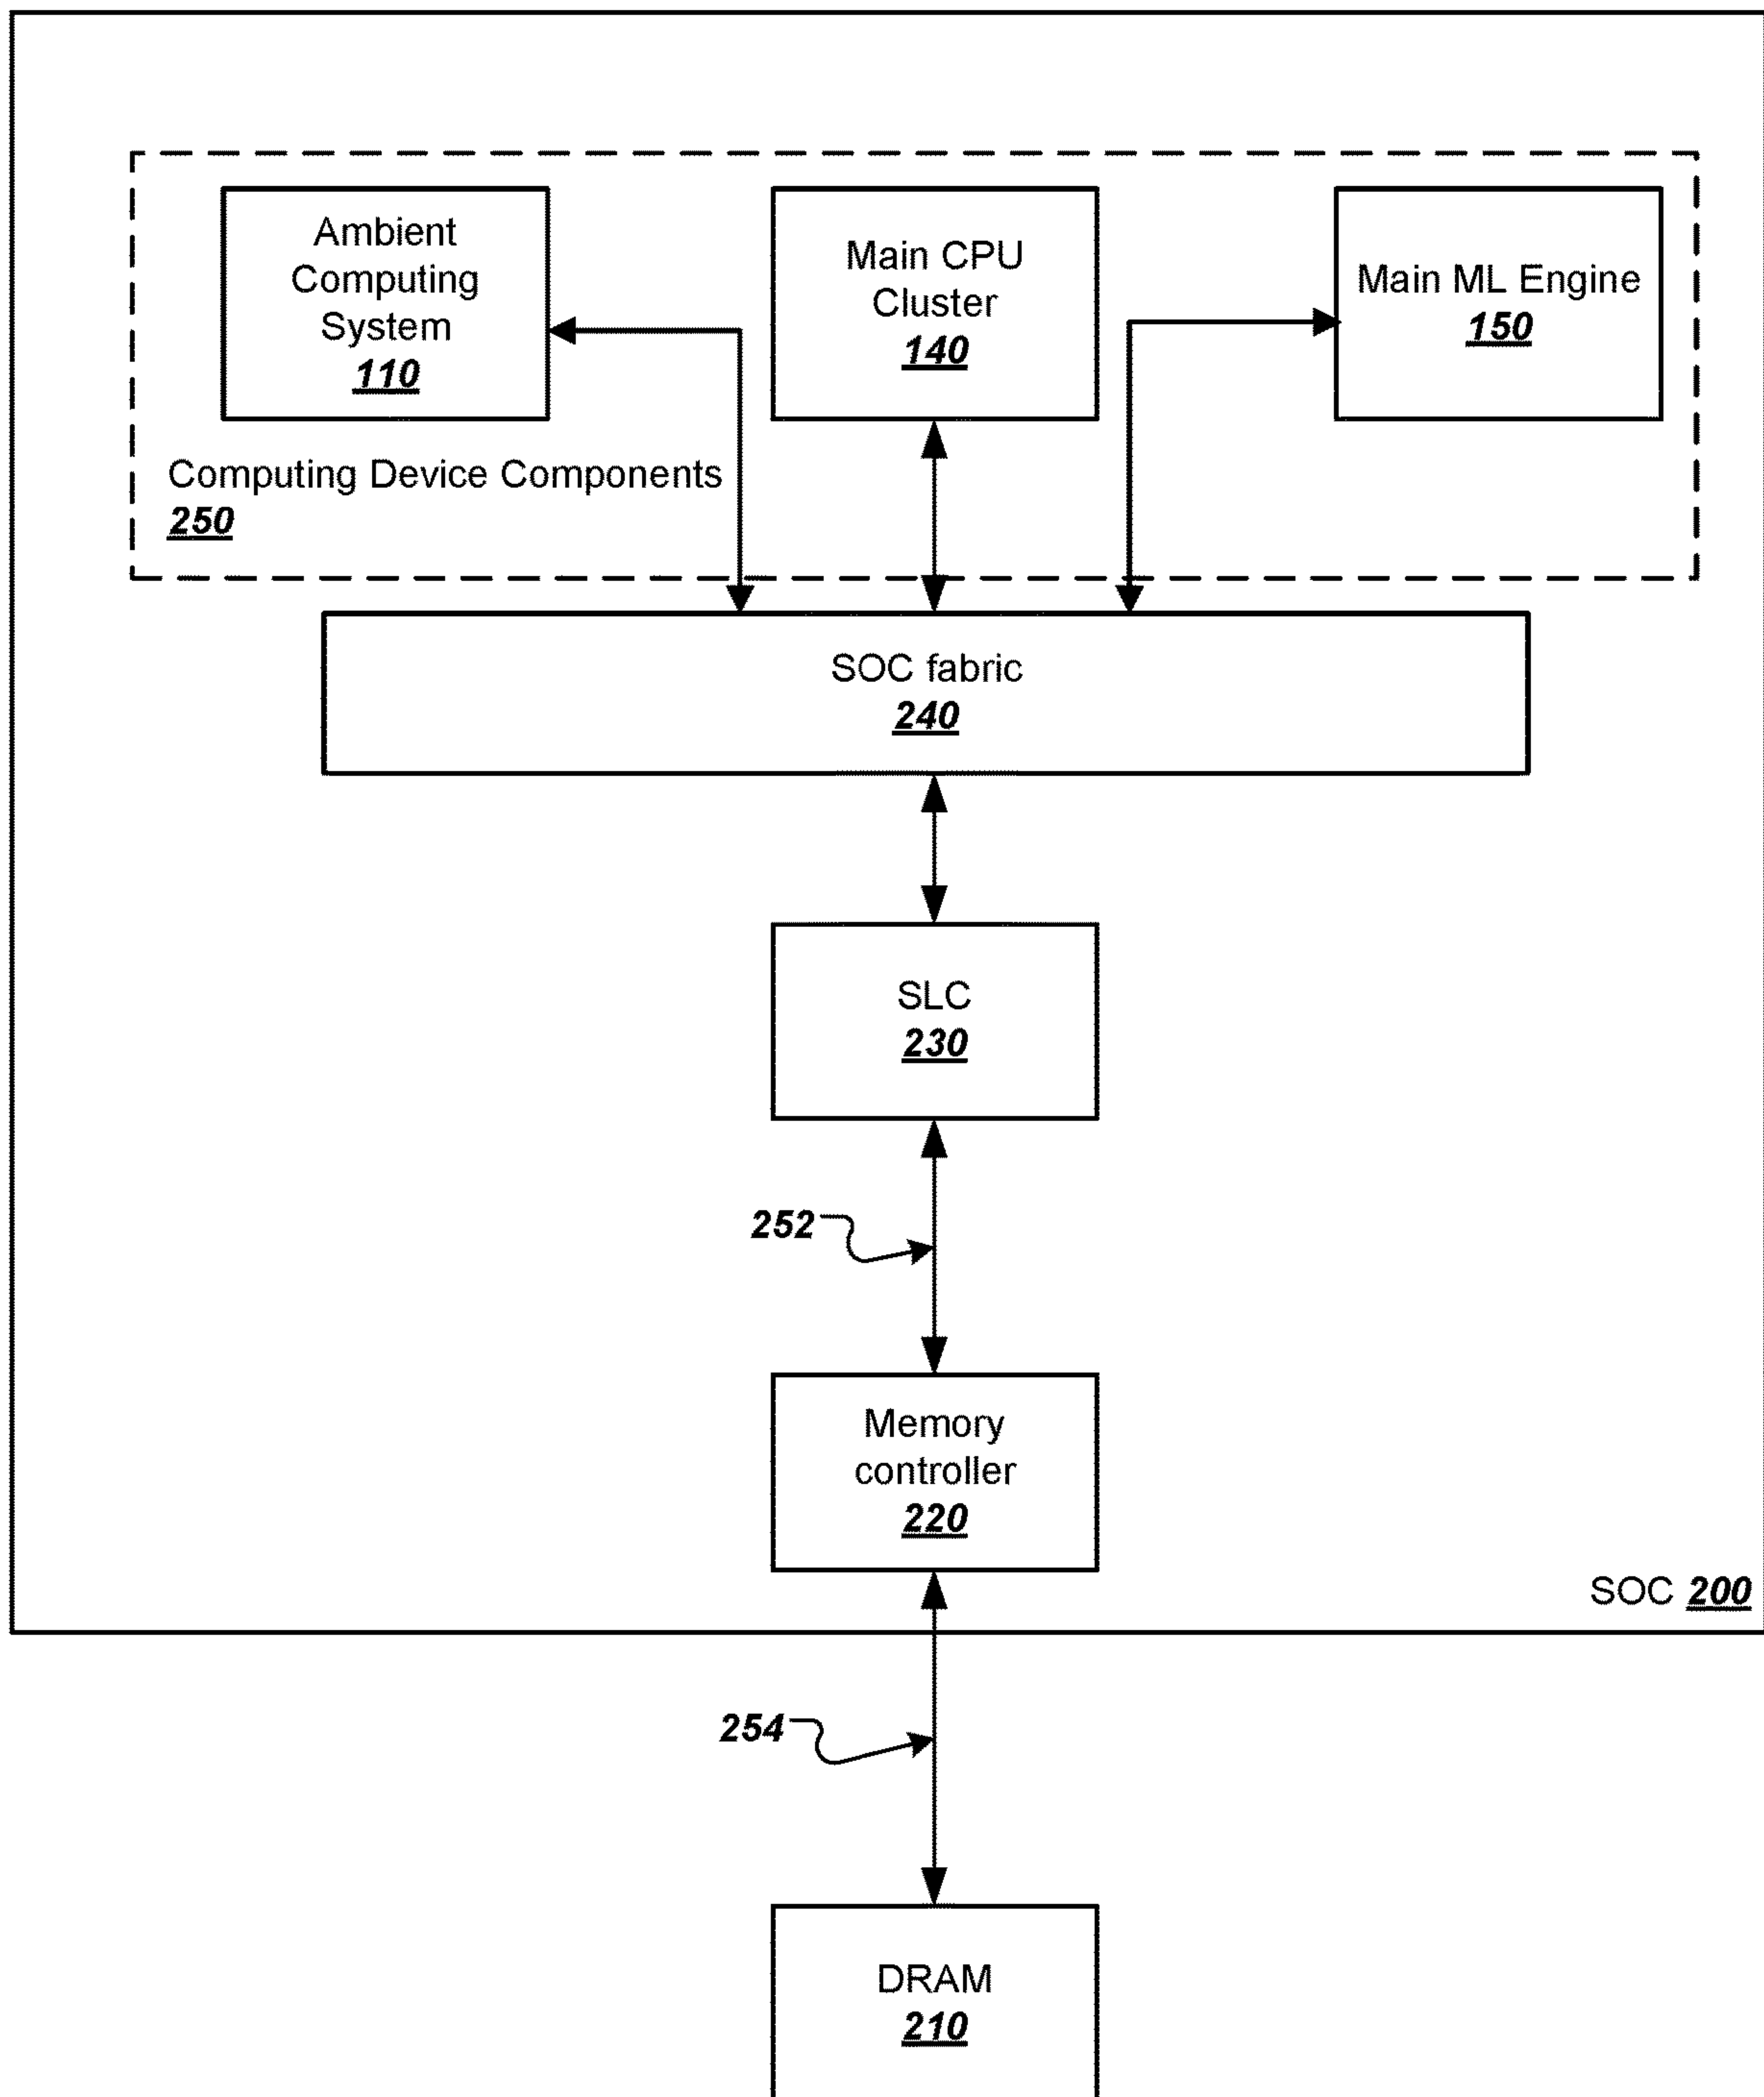 Ambient
Computing
System
110
Main CPU
Cluster
140
Main ML Engine
150
Computing Device Components
250
SOC fabric
240
SLC
230
252
Memory
controller
220
SOC 200
254
DRAM
210